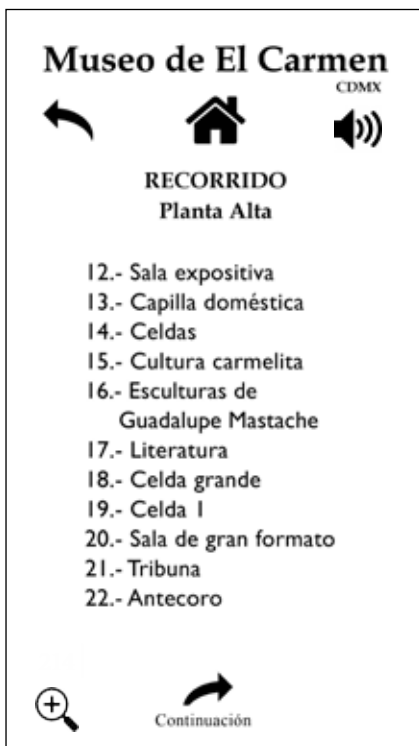 Museo de El Carmen
CDMX
RECORRIDO
Planta Alta
12.- Sala expositiva
13.- Capilla doméstica
14.- Celdas
15.- Cultura carmelita
16.- Esculturas de
Guadalupe Mastache
17.- Literatura
18.- Celda grande
19.- Celda 1
20.- Sala de gran formato
21.- Tribuna
22.- Antecoro
Continuación